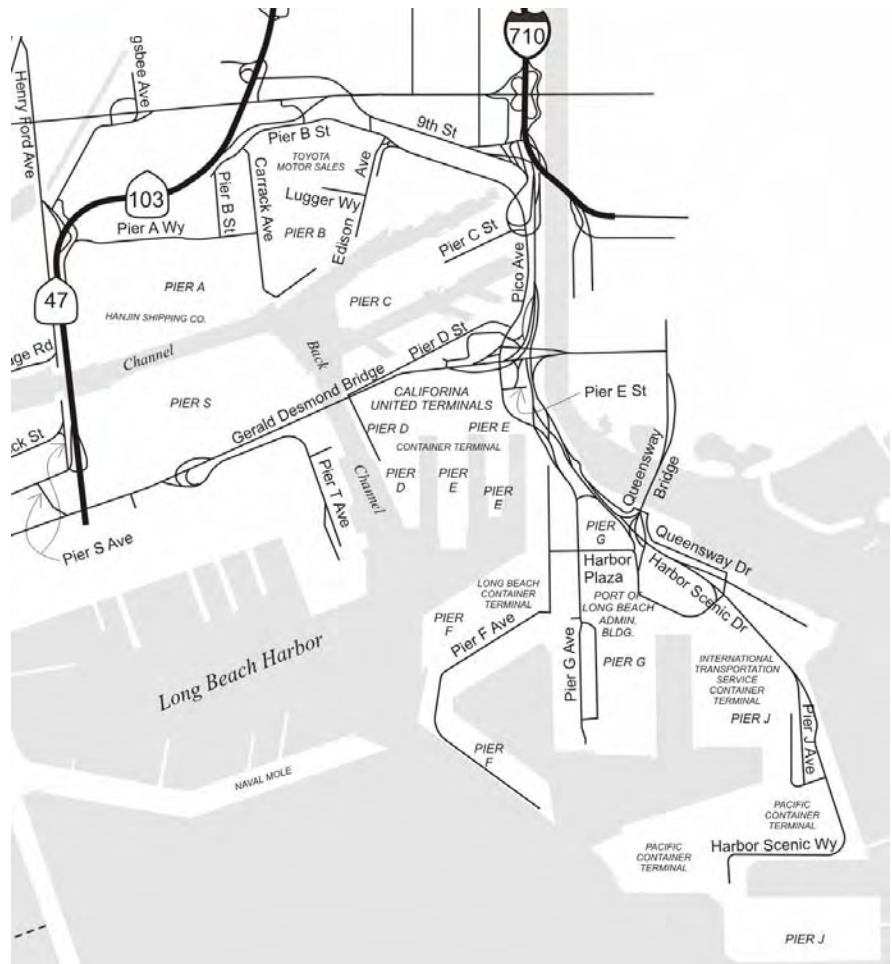 710
gsbee Ave
Henry Ford Ave
9th St
Pier B St
TOYOTA
MOTOR SALES
Ave
Edison
Lugger Wy
Carrack Ave
Pier B St
103
Pier A Wy
PIER B
Pier C St
Pico Ave
PIER A
PIER C
47
HANJIN SHIPPING CO.
Pier D St
age Rd
Channel
Back
Channel
Pier E St
CALIFORINA
UNITED TERMINALS
PIER S
Gerald Desmond Bridge
PIER D
PIER E
CONTAINER TERMINAL
ck St
PIER
D
PIER
E
PIER
E
Pier T Ave
Queensway
Bridge
Pier S Ave
PIER
G
Queensway Dr
Harbor
Plaza
Harbor Scenic Dr
LONG BEACH
CONTAINER
TERMINAL
PORT OF
LONG BEACH
ADMIN.
BLDG.
PIER
F
Pier F Ave
Long Beach Harbor
Pier G Ave
PIER G
INTERNATIONAL
TRANSPORTATION
SERVICE
CONTAINER
TERMINAL
PIER J
Pier J Ave
PIER
F
NAVAL MOLE
PACIFIC
CONTAINER
TERMINAL
Harbor Scenic Wy
PACIFIC
CONTAINER
TERMINAL
PIER J